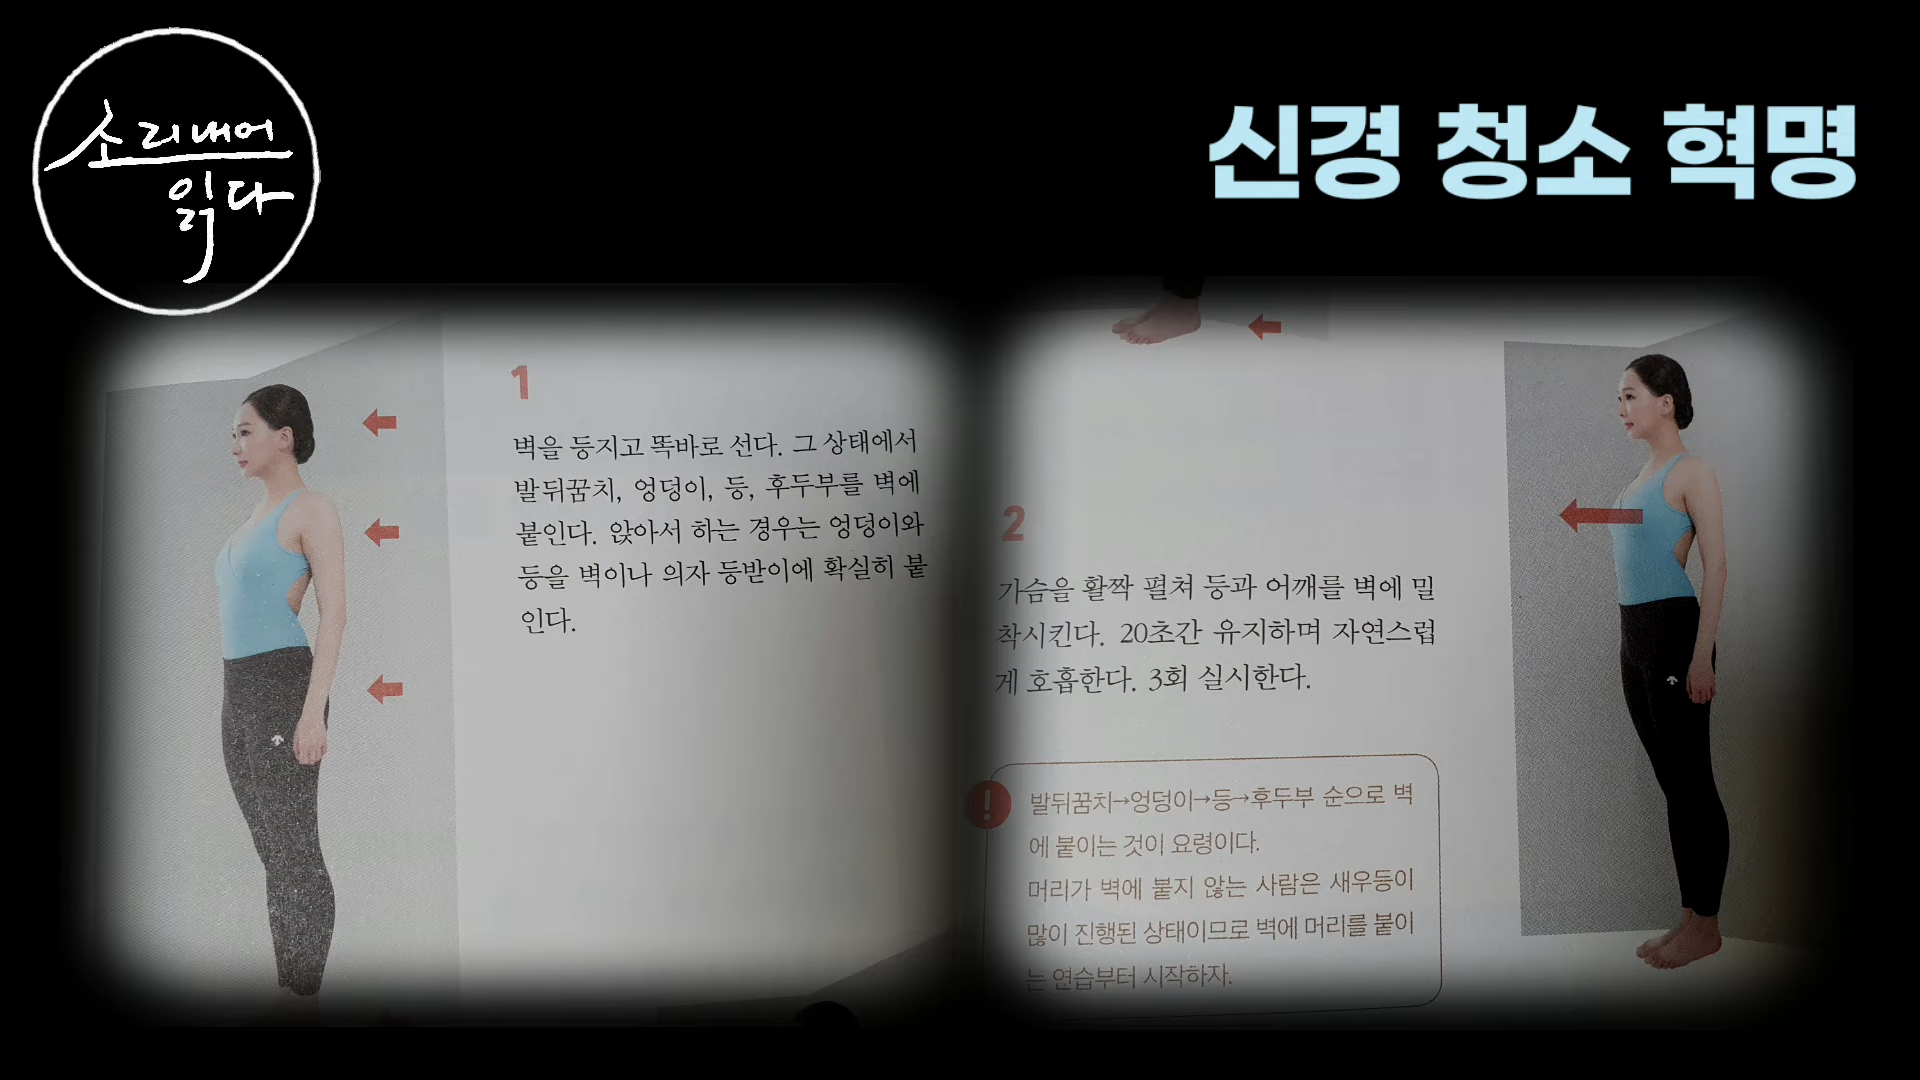 소리내어
읽다
신경 청소 혁명
1
벽을 등지고 똑바로 선다. 그 상태에서
발뒤꿈치, 엉덩이, 등, 후두부를 벽에
붙인다. 앉아서 하는 경우는 엉덩이와
등을 벽이나 의자 등받이에 확실히 붙
인다.
2
가슴을 활짝 펼쳐 등과 어깨를 벽에 밀
착시킨다. 20초간 유지하며 자연스럽
게 호흡한다. 3회 실시한다.
!
발뒤꿈치→엉덩이→등→후두부 순으로 벽
에 붙이는 것이 요령이다.
머리가 벽에 붙지 않는 사람은 새우등이
많이 진행된 상태이므로 벽에 머리를 붙이
는 연습부터 시작하자.